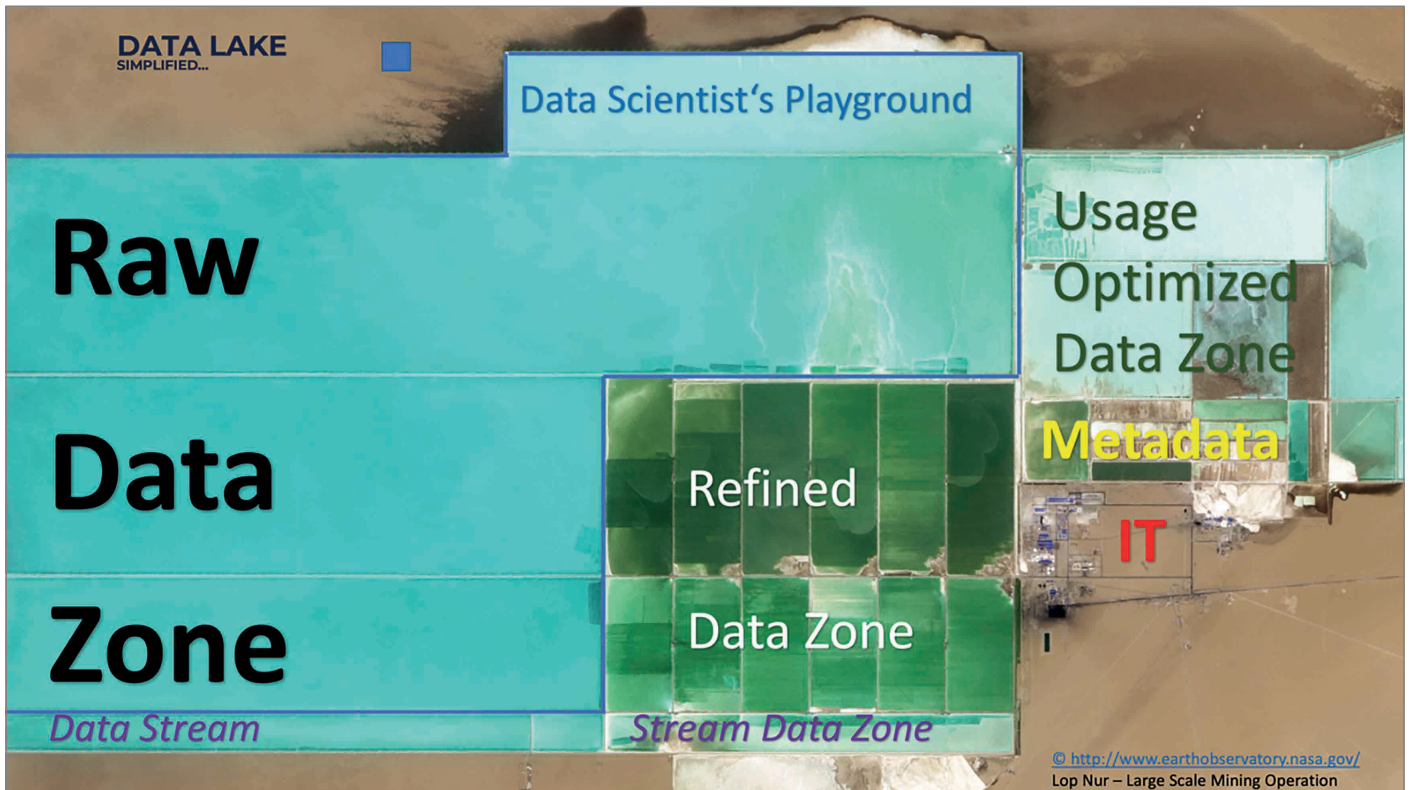 DATA LAKE
SIMPLIFIED...
Data Scientist‘s Playground
Raw
Data
Zone
Usage
Optimized
Data Zone
Metadata
IT
Refined
Data Zone
Data Stream
Stream Data Zone
© http://www.earthobservatory.nasa.gov/
Lop Nur – Large Scale Mining Operation